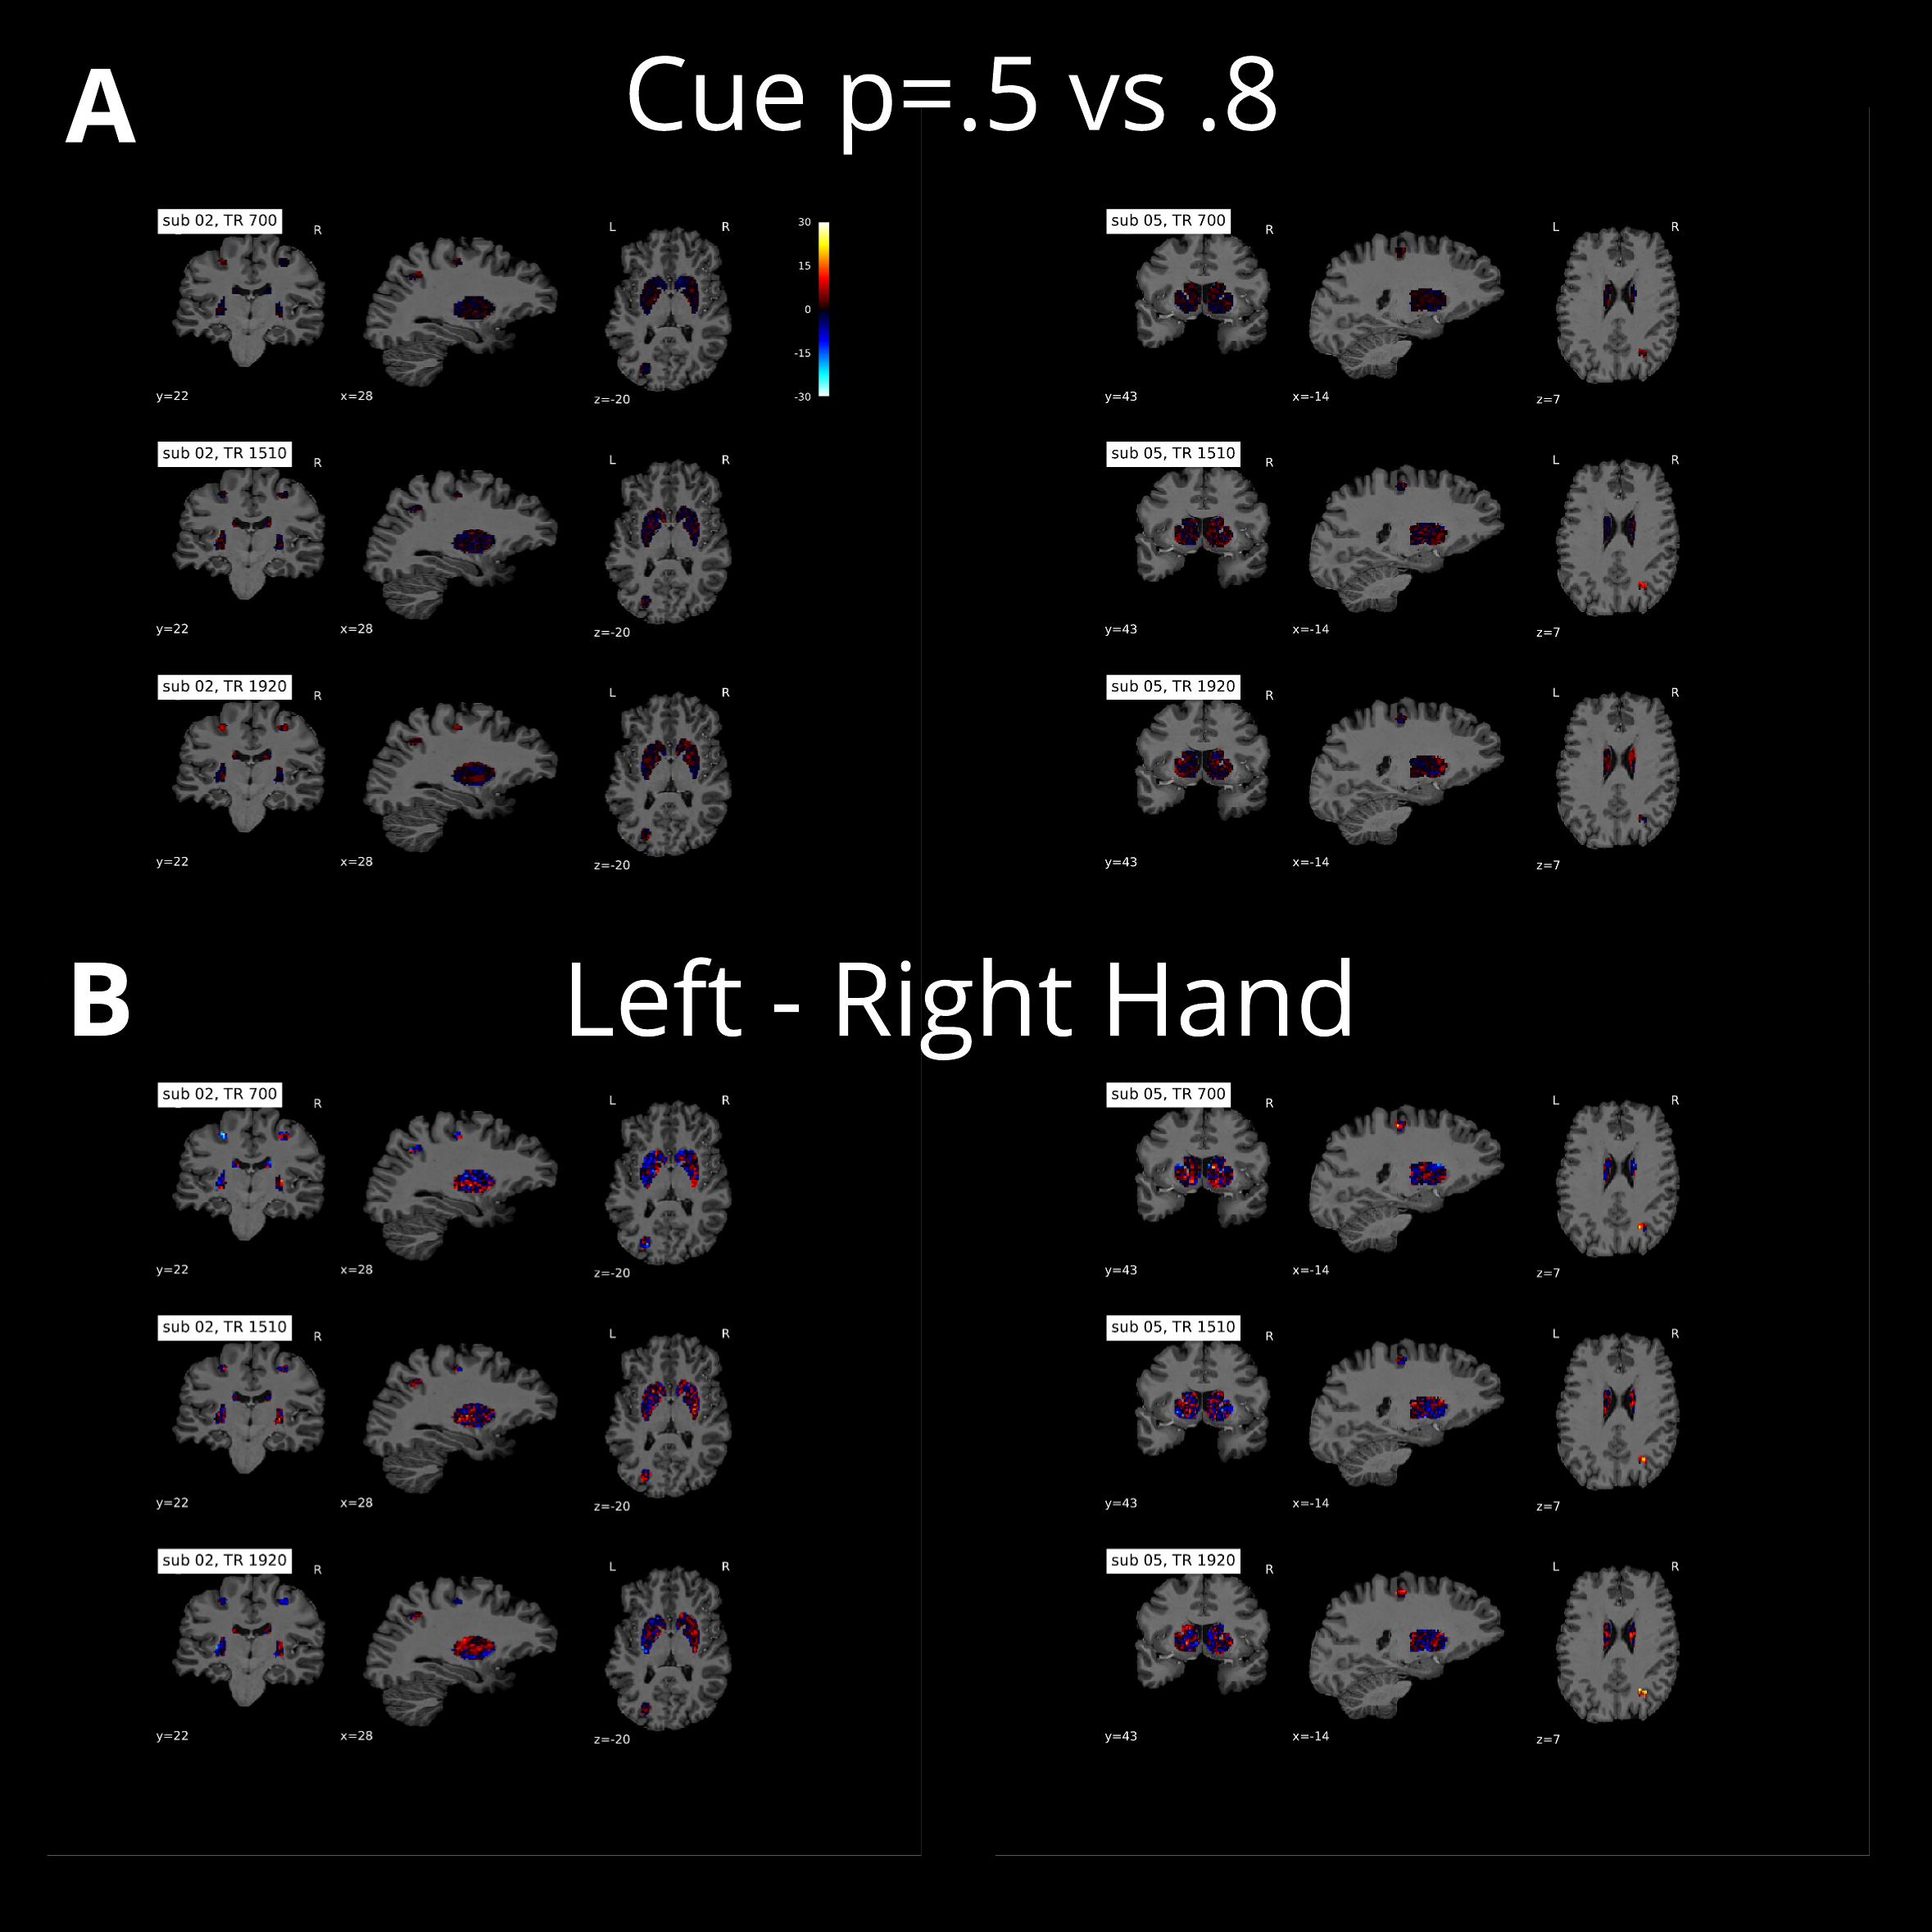 A
Cue p=.5 vs .8
sub 02, TR 700
R
L
R
30
15
0
-15
-30
y=22
x=28
z=-20
sub 05, TR 700
R
L
R
y=43
x=-14
z=7
sub 02, TR 1510
R
L
R
y=22
x=28
z=-20
sub 05, TR 1510
R
L
R
y=43
x=-14
z=7
sub 02, TR 1920
R
L
R
y=22
x=28
z=-20
sub 05, TR 1920
R
L
R
y=43
x=-14
z=7
B
Left - Right Hand
sub 02, TR 700
R
L
R
y=22
x=28
z=-20
sub 05, TR 700
R
L
R
y=43
x=-14
z=7
sub 02, TR 1510
R
L
R
y=22
x=28
z=-20
sub 05, TR 1510
R
L
R
y=43
x=-14
z=7
sub 02, TR 1920
R
L
R
y=22
x=28
z=-20
sub 05, TR 1920
R
L
R
y=43
x=-14
z=7